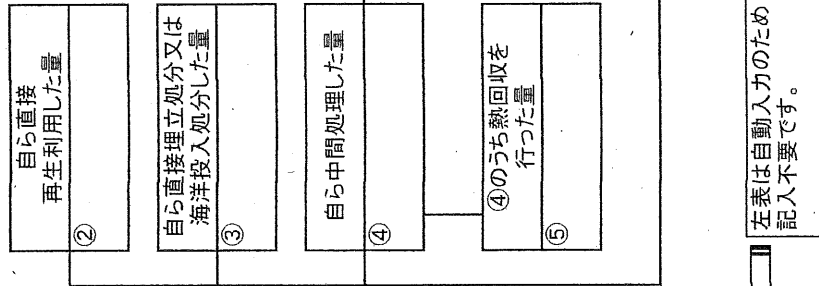 自ら直接
再生利用した量
②
自ら直接埋立処分又は
海洋投入処分した量
③
自ら中間処理した量
④
④のうち熱回収を
行った量
⑤
左表は自動入力のため
記入不要です。